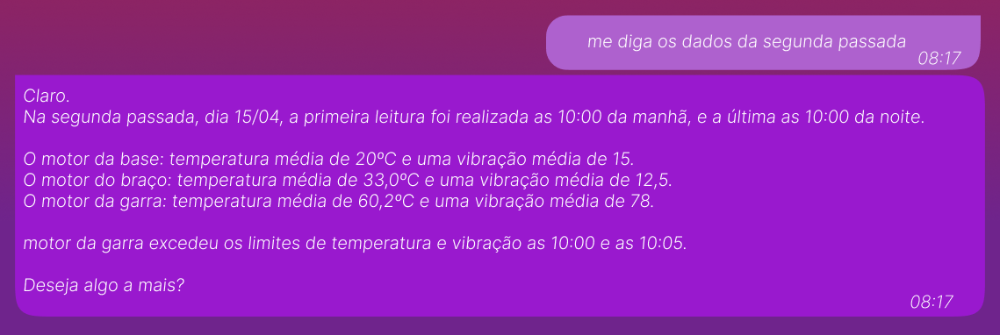 me diga os dados da segunda passada
08:17
Claro.
Na segunda passada, dia 15/04, a primeira leitura foi realizada as 10:00 da manhã, e a última as 10:00 da noite.
O motor da base: temperatura média de 20ºC e uma vibração média de 15.
O motor do braço: temperatura média de 33,0ºC e uma vibração média de 12,5.
O motor da garra: temperatura média de 60,2ºC e uma vibração média de 78.
motor da garra excedeu os limites de temperatura e vibração as 10:00 e as 10:05.
Deseja algo a mais?
08:17